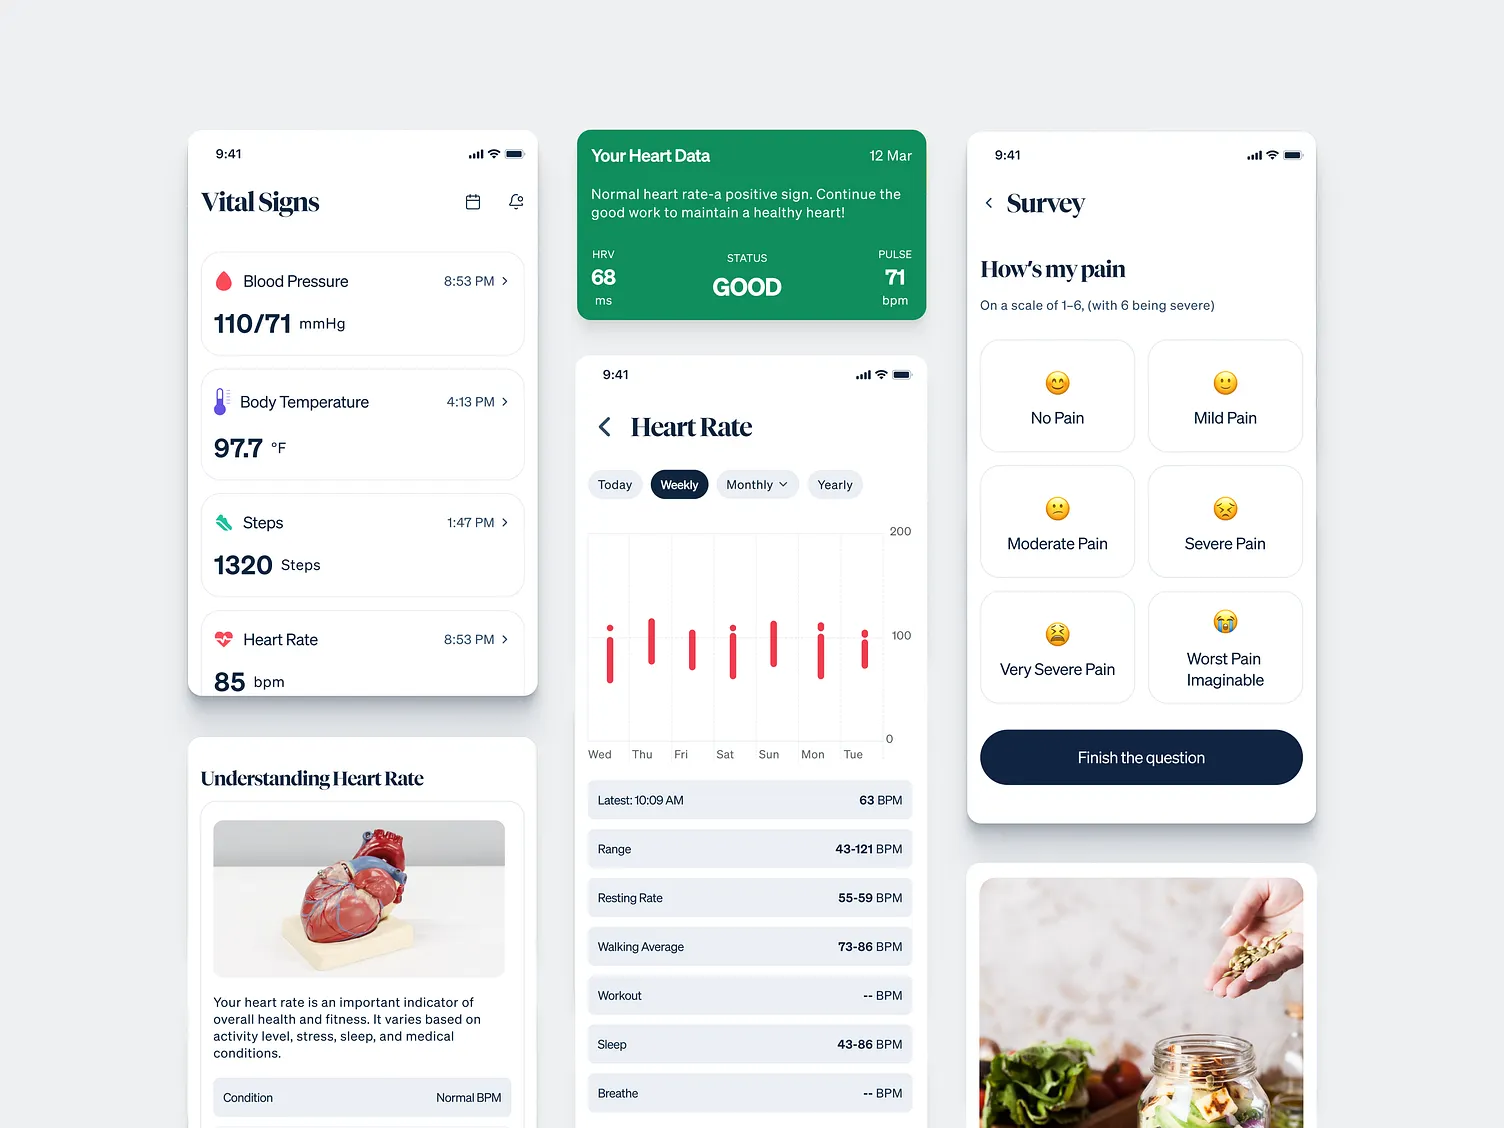 9:41
Vital Signs
Blood Pressure
8:53 PM
110/71 mmHg
Body Temperature
4:13 PM
97.7 °F
Steps
1:47 PM
1320 Steps
Heart Rate
8:53 PM
85 bpm
Understanding Heart Rate
Your heart rate is an important indicator of
overall health and fitness. It varies based on
activity level, stress, sleep, and medical
conditions.
Condition
Normal BPM
Your Heart Data
12 Mar
Normal heart rate-a positive sign. Continue the
good work to maintain a healthy heart!
HRV
68
ms
STATUS
GOOD
PULSE
71
bpm
9:41
Heart Rate
Today
Weekly
Monthly
Yearly
200
100
0
Wed Thu Fri Sat Sun Mon Tue
Latest: 10:09 AM
63 BPM
Range
43-121 BPM
Resting Rate
55-59 BPM
Walking Average
73-86 BPM
Workout
-- BPM
Sleep
43-86 BPM
Breathe
-- BPM
9:41
Survey
How's my pain
On a scale of 1–6, (with 6 being severe)
No Pain
Mild Pain
Moderate Pain
Severe Pain
Very Severe Pain
Worst Pain
Imaginable
Finish the question